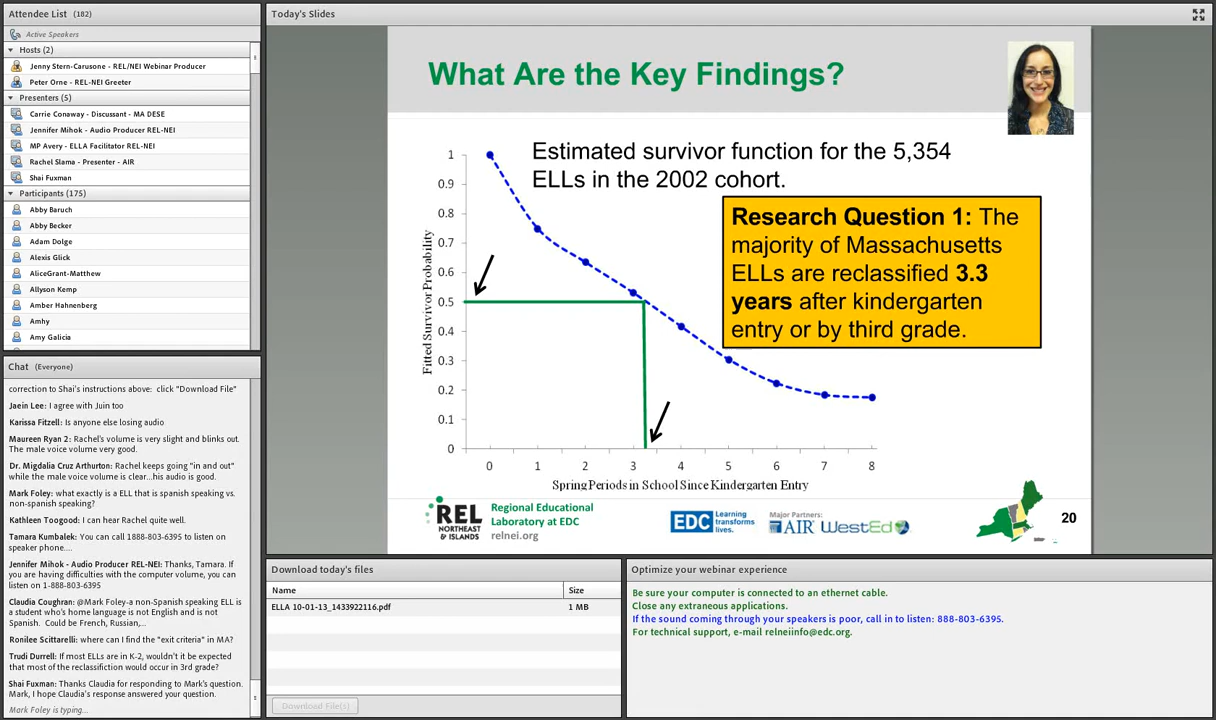 Attendee List (182)
Active Speakers
Hosts (2)
Jenny Stern-Carusone - REL/NEI Webinar Producer
Peter Orne - REL-NEI Greeter
Presenters (5)
Carrie Conaway - Discussant - MA DESE
Jennifer Mihok - Audio Producer REL-NEI
MP Avery - ELLA Facilitator REL-NEI
Rachel Slama - Presenter - AIR
Shai Fuxman
Participants (175)
Abby Baruch
Abby Becker
Adam Dolge
Alexis Glick
AliceGrant-Matthew
Allyson Kemp
Amber Hahnenberg
Amhy
Amy Galicia
Chat (Everyone)
correction to Shai's instructions above: click "Download File"
Jaein Lee: I agree with Juin too
Karissa Fitzell: Is anyone else losing audio
Maureen Ryan 2: Rachel's volume is very slight and blinks out.
The male voice volume very good.
Dr. Migdalia Cruz Arthurton: Rachel keeps going "in and out"
while the male voice volume is clear...his audio is good.
Mark Foley: what exactly is a ELL that is spanish speaking vs.
non-spanish speaking?
Kathleen Toogood: I can hear Rachel quite well.
Tamara Kumbalek: You can call 1888-803-6395 to listen on
speaker phone....
Jennifer Mihok - Audio Producer REL-NEI: Thanks, Tamara. If
you are having difficulties with the computer volume, you can
listen on 1-888-803-6395
Claudia Coughran: @Mark Foley-a non-Spanish speaking ELL is
a student who's home language is not English and is not
Spanish. Could be French, Russian,...
Ronilee Scittarelli: where can I find the "exit criteria" in MA?
Trudi Durrell: If most ELLs are in K-2, wouldn't it be expected
that most of the reclassifiction would occur in 3rd grade?
Shai Fuxman: Thanks Claudia for responding to Mark's question.
Mark, I hope Claudia's response answered your question.
Mark Foley is typing...
Today's Slides
What Are the Key Findings?
Estimated survivor function for the 5,354
ELLs in the 2002 cohort.
Research Question 1: The
majority of Massachusetts
ELLs are reclassified 3.3
years after kindergarten
entry or by third grade.
Fitted Survivor Probability
1
0.9
0.8
0.7
0.6
0.5
0.4
0.3
0.2
0.1
0
0 1 2 3 4 5 6 7 8
Spring Periods in School Since Kindergarten Entry
REL
NORTHEAST
& ISLANDS
Regional Educational
Laboratory at EDC
relnei.org
EDC Learning
transforms
lives.
Major Partners:
AIR WestEd
20
Download today's files
Name Size
ELLA 10-01-13_1433922116.pdf 1 MB
Download File(s)
Optimize your webinar experience
Be sure your computer is connected to an ethernet cable.
Close any extraneous applications.
If the sound coming through your speakers is poor, call in to listen: 888-803-6395.
For technical support, e-mail relneiinfo@edc.org.